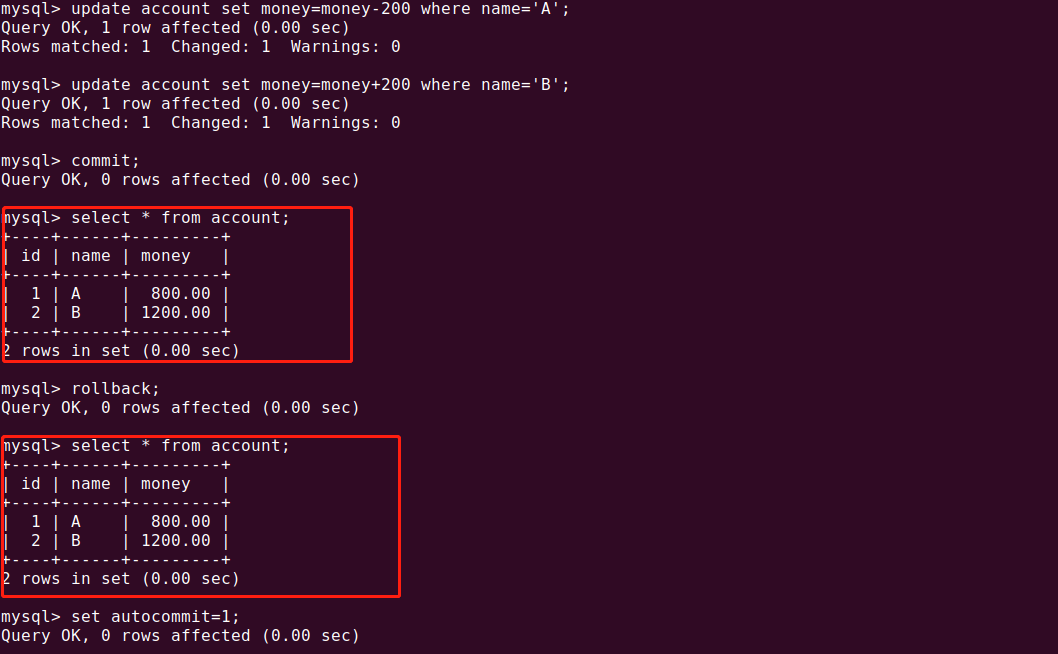 mysql> update account set money=money-200 where name='A';
Query OK, 1 row affected (0.00 sec)
Rows matched: 1  Changed: 1  Warnings: 0
mysql> update account set money=money+200 where name='B';
Query OK, 1 row affected (0.00 sec)
Rows matched: 1  Changed: 1  Warnings: 0
mysql> commit;
Query OK, 0 rows affected (0.00 sec)
mysql> select * from account;
+----+------+---------+
| id | name | money   |
+----+------+---------+
|  1 | A    |  800.00 |
|  2 | B    | 1200.00 |
+----+------+---------+
2 rows in set (0.00 sec)
mysql> rollback;
Query OK, 0 rows affected (0.00 sec)
mysql> select * from account;
+----+------+---------+
| id | name | money   |
+----+------+---------+
|  1 | A    |  800.00 |
|  2 | B    | 1200.00 |
+----+------+---------+
2 rows in set (0.00 sec)
mysql> set autocommit=1;
Query OK, 0 rows affected (0.00 sec)